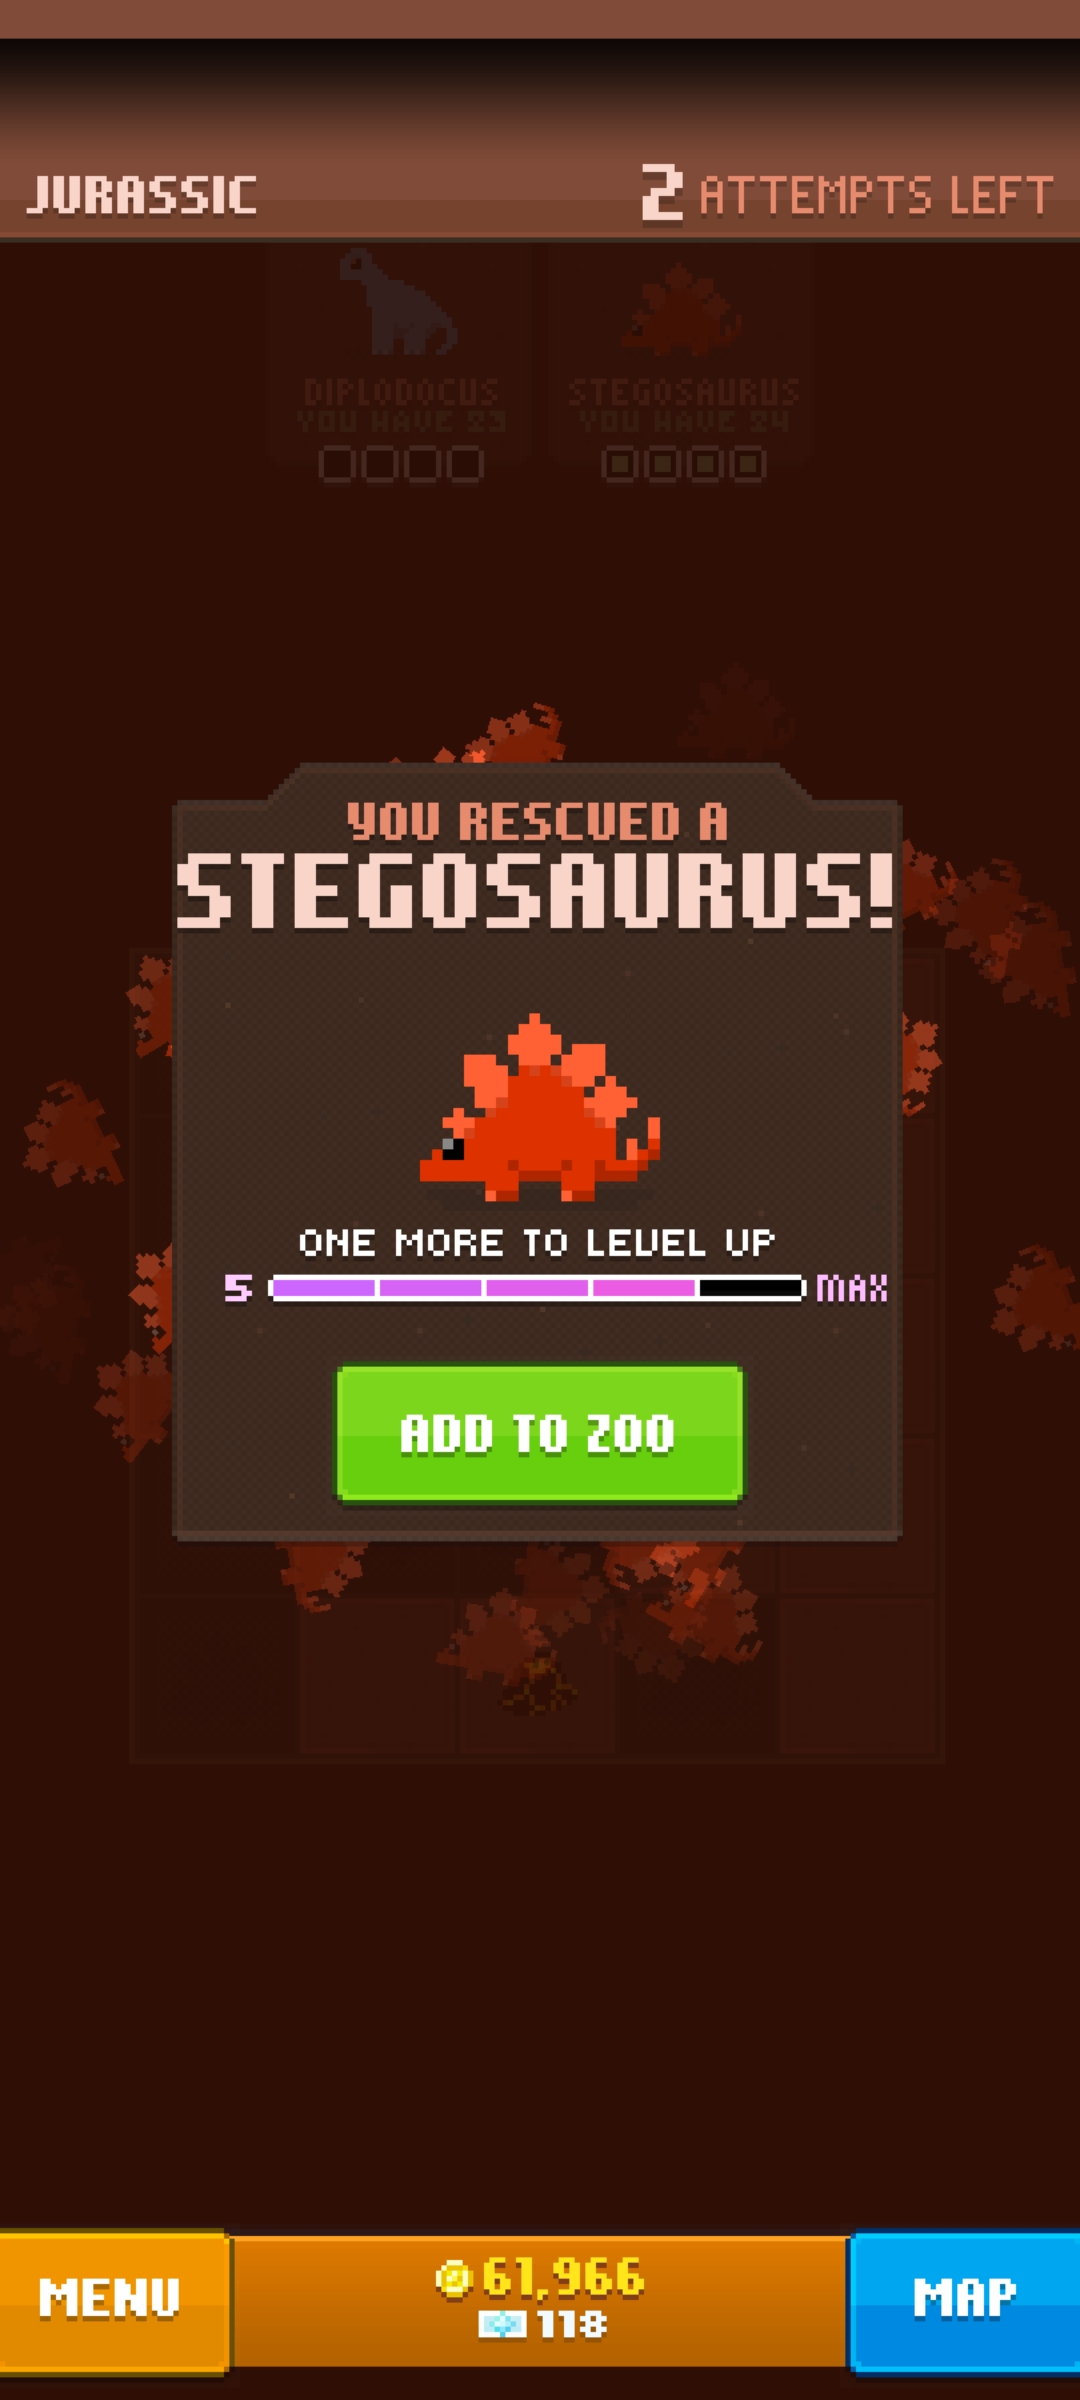 JURASSIC
2 ATTEMPTS LEFT
DIPLODOCUS STEGOSAURUS
YOU HAVE 23 YOU HAVE 24
YOU RESCUED A
STEGOSAURUS!
ONE MORE TO LEVEL UP
5 MAX
ADD TO ZOO
MENU
61,966
118
MAP